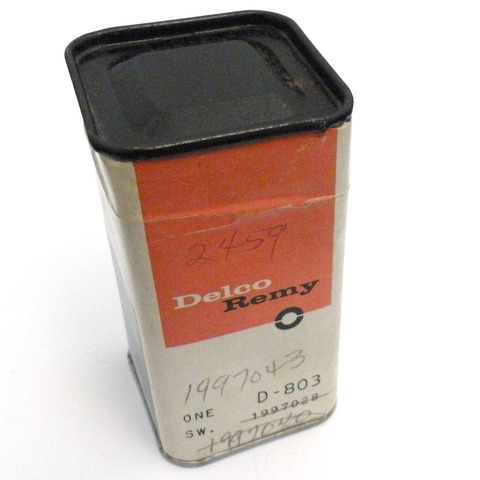 2459
Delco Remy
1997043
ONE D-803
SW. 1997028
1997040